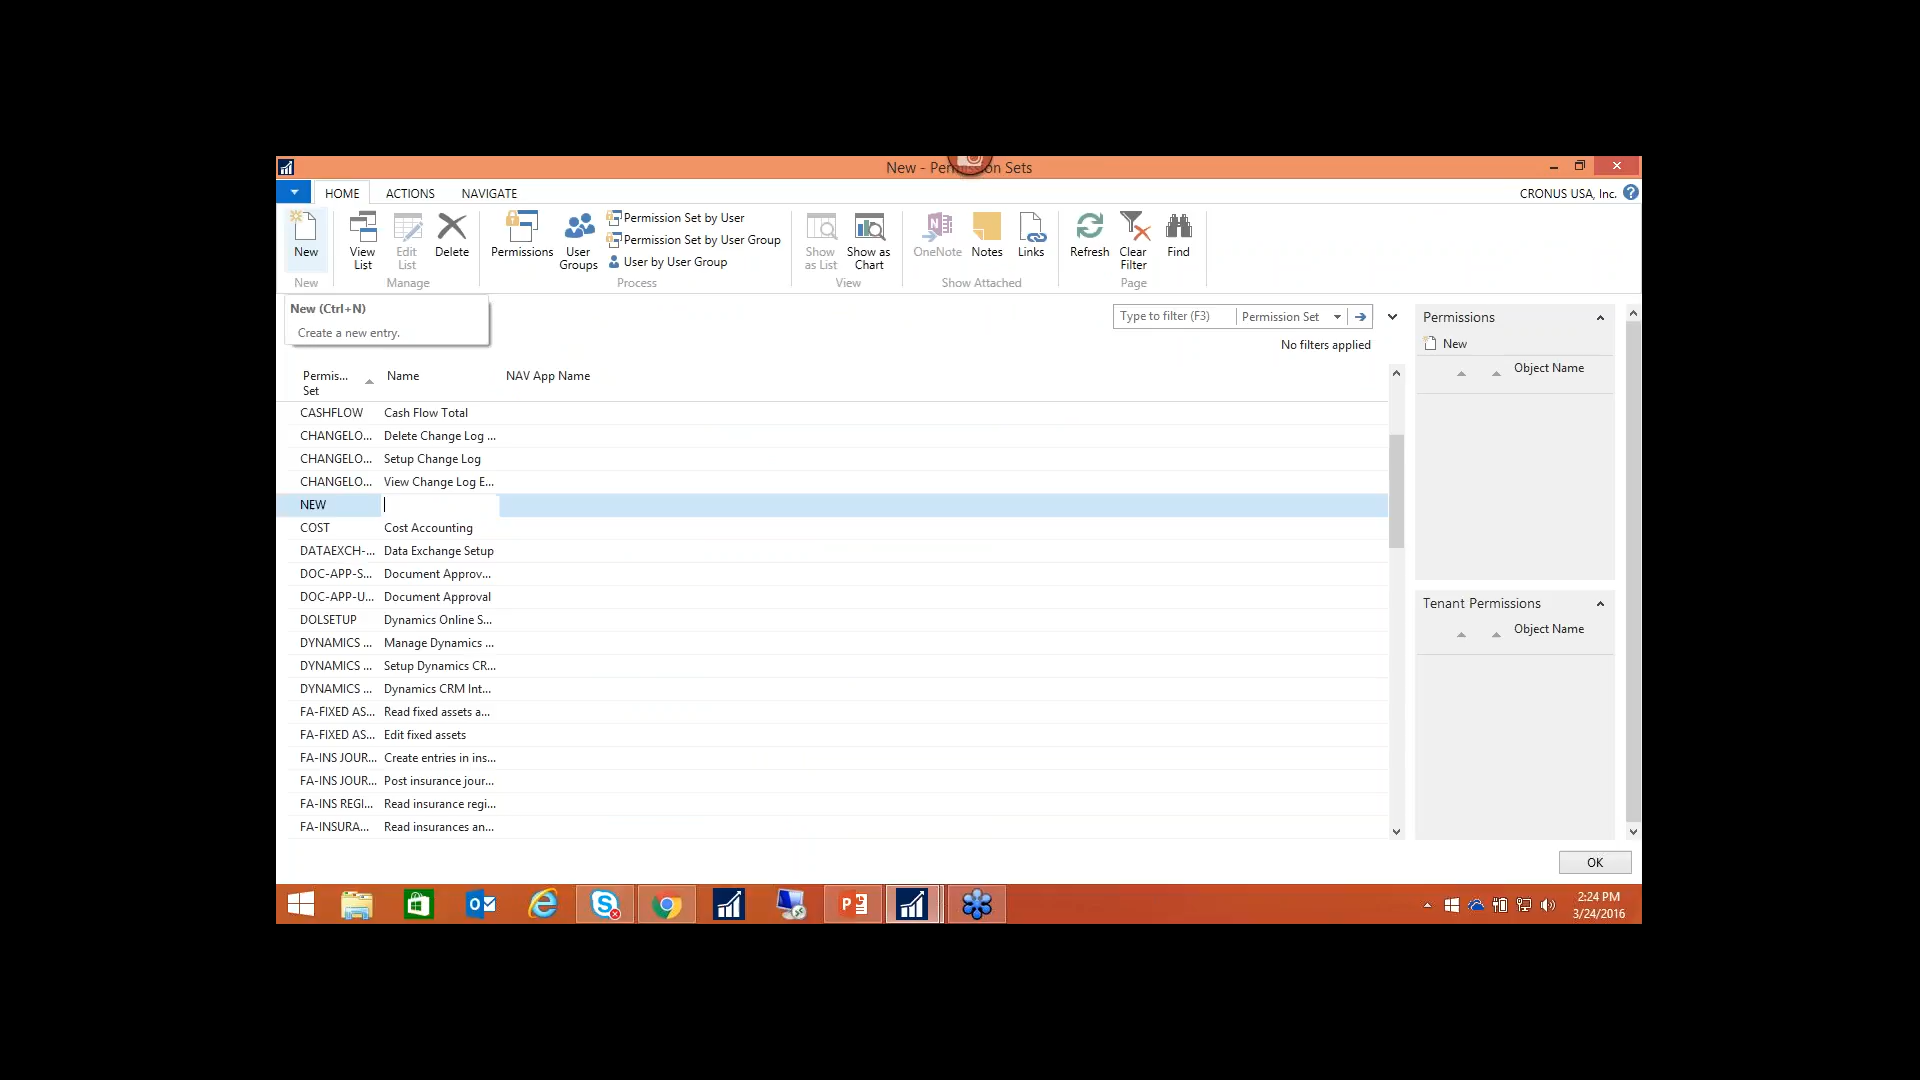 New - Permission Sets
HOME
ACTIONS
NAVIGATE
CRONUS USA, Inc.
New
View
List
Edit
List
Delete
Permissions
User
Groups
Permission Set by User
Permission Set by User Group
User by User Group
Show
as List
Show as
Chart
OneNote
Notes
Links
Refresh
Clear
Filter
Find
New
Manage
Process
View
Show Attached
Page
New (Ctrl+N)
Create a new entry.
Type to filter (F3)
Permission Set
No filters applied
Permis...
Set
Name
NAV App Name
CASHFLOW Cash Flow Total
CHANGELO... Delete Change Log ...
CHANGELO... Setup Change Log
CHANGELO... View Change Log E...
NEW
COST Cost Accounting
DATAEXCH-... Data Exchange Setup
DOC-APP-S... Document Approv...
DOC-APP-U... Document Approval
DOLSETUP Dynamics Online S...
DYNAMICS ... Manage Dynamics ...
DYNAMICS ... Setup Dynamics CR...
DYNAMICS ... Dynamics CRM Int...
FA-FIXED AS... Read fixed assets a...
FA-FIXED AS... Edit fixed assets
FA-INS JOUR... Create entries in ins...
FA-INS JOUR... Post insurance jour...
FA-INS REGI... Read insurance regi...
FA-INSURA... Read insurances an...
Permissions
New
Object Name
Tenant Permissions
Object Name
OK
2:24 PM
3/24/2016